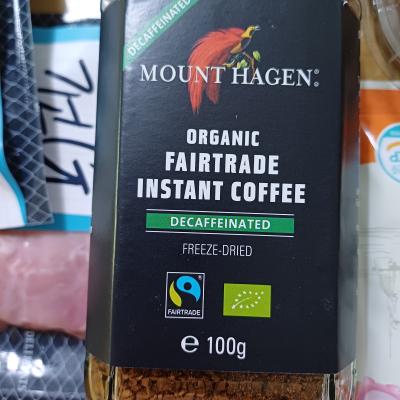 DECAFFEINATED
MOUNT HAGEN®
ORGANIC
FAIRTRADE
INSTANT COFFEE
DECAFFEINATED
FREEZE-DRIED
FAIRTRADE
℮ 100g